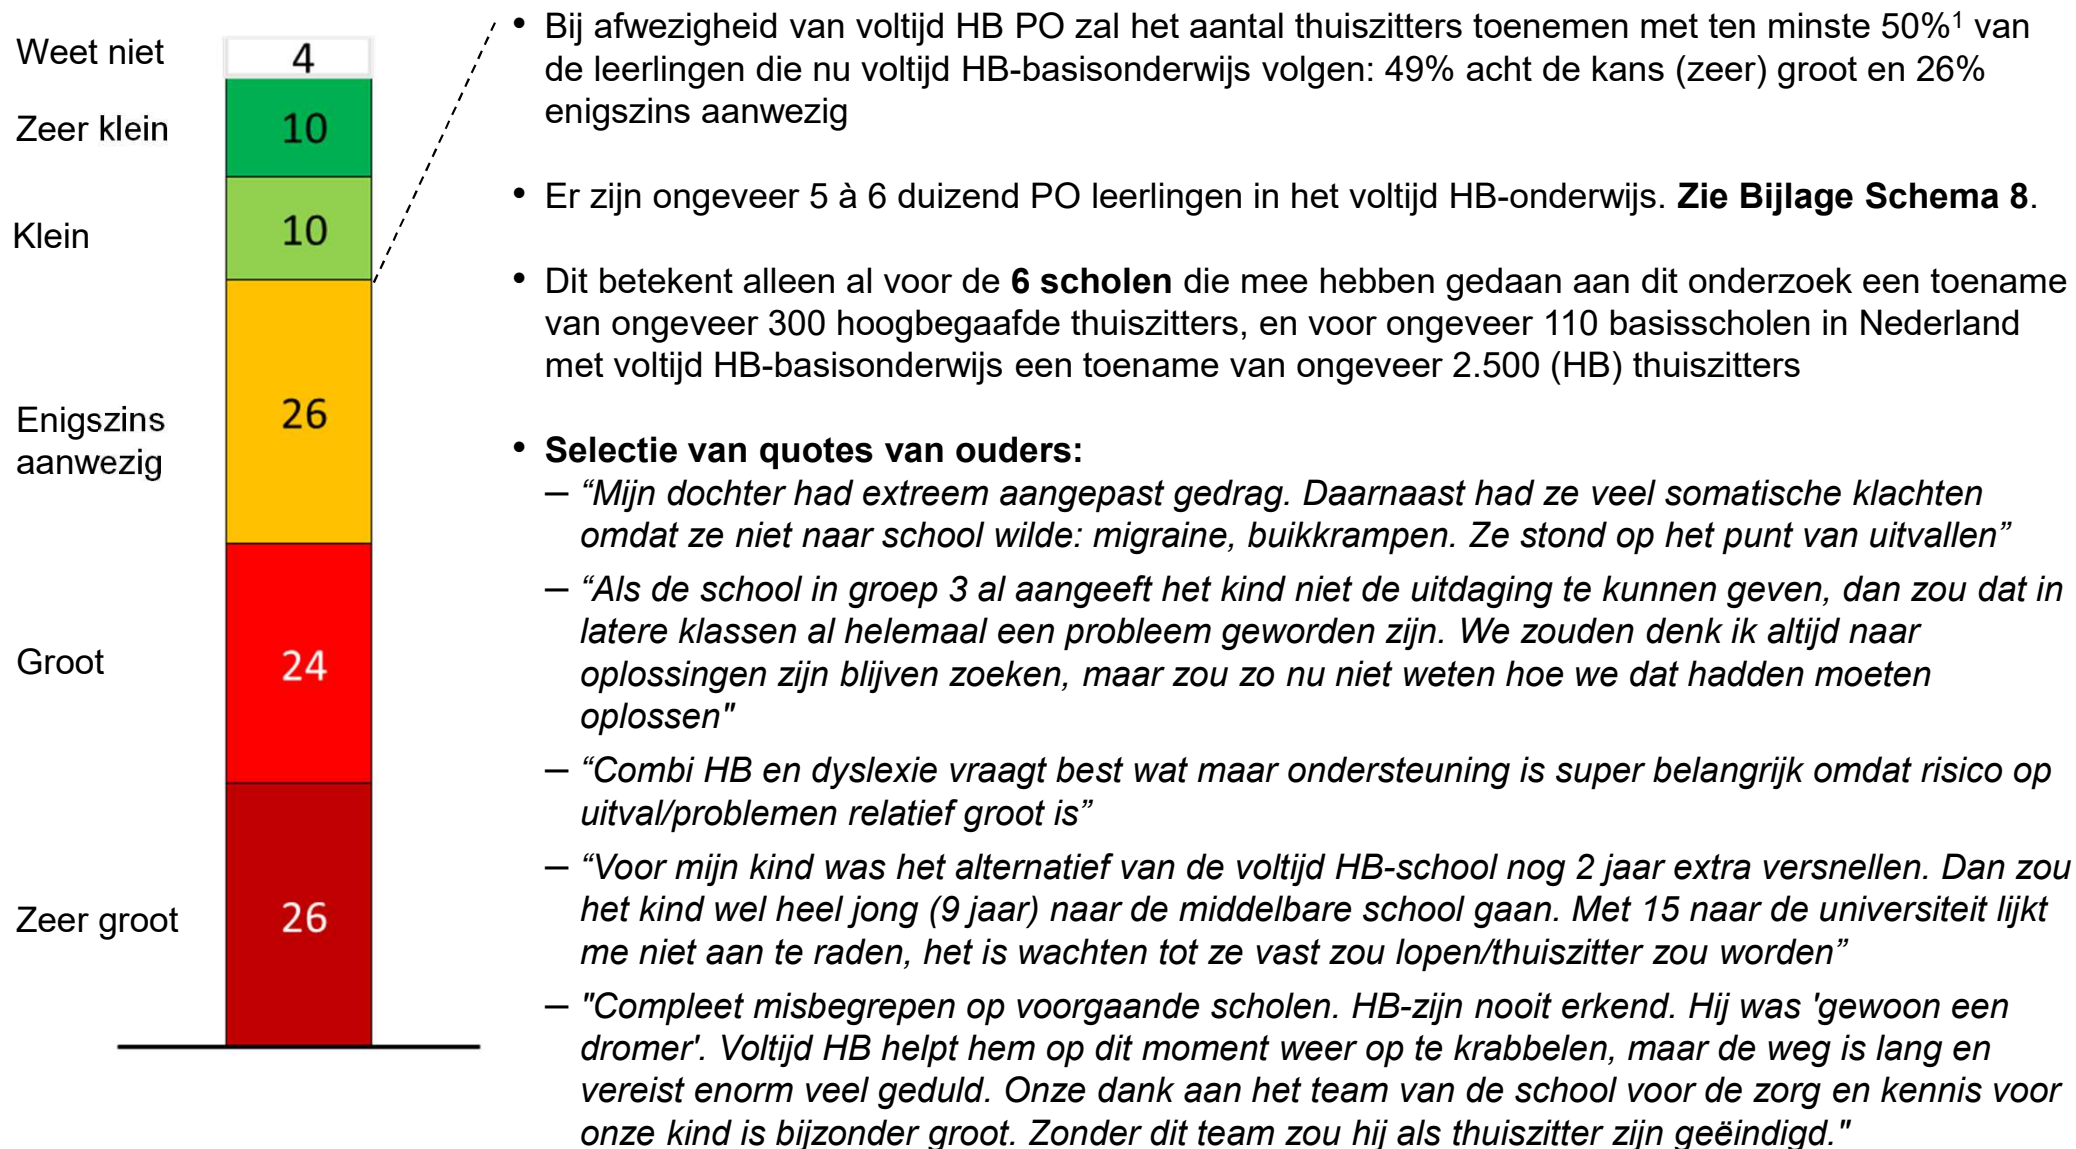 Weet niet
4
Zeer klein
10
Klein
10
Enigszins
aanwezig
26
Groot
24
Zeer groot
26
• Bij afwezigheid van voltijd HB PO zal het aantal thuiszitters toenemen met ten minste 50%¹ van
de leerlingen die nu voltijd HB-basisonderwijs volgen: 49% acht de kans (zeer) groot en 26%
enigszins aanwezig
• Er zijn ongeveer 5 à 6 duizend PO leerlingen in het voltijd HB-onderwijs. Zie Bijlage Schema 8.
• Dit betekent alleen al voor de 6 scholen die mee hebben gedaan aan dit onderzoek een toename
van ongeveer 300 hoogbegaafde thuiszitters, en voor ongeveer 110 basisscholen in Nederland
met voltijd HB-basisonderwijs een toename van ongeveer 2.500 (HB) thuiszitters
• Selectie van quotes van ouders:
– “Mijn dochter had extreem aangepast gedrag. Daarnaast had ze veel somatische klachten
omdat ze niet naar school wilde: migraine, buikkrampen. Ze stond op het punt van uitvallen”
– “Als de school in groep 3 al aangeeft het kind niet de uitdaging te kunnen geven, dan zou dat in
latere klassen al helemaal een probleem geworden zijn. We zouden denk ik altijd naar
oplossingen zijn blijven zoeken, maar zou zo nu niet weten hoe we dat hadden moeten
oplossen"
– “Combi HB en dyslexie vraagt best wat maar ondersteuning is super belangrijk omdat risico op
uitval/problemen relatief groot is”
– “Voor mijn kind was het alternatief van de voltijd HB-school nog 2 jaar extra versnellen. Dan zou
het kind wel heel jong (9 jaar) naar de middelbare school gaan. Met 15 naar de universiteit lijkt
me niet aan te raden, het is wachten tot ze vast zou lopen/thuiszitter zou worden”
– "Compleet misbegrepen op voorgaande scholen. HB-zijn nooit erkend. Hij was 'gewoon een
dromer'. Voltijd HB helpt hem op dit moment weer op te krabbelen, maar de weg is lang en
vereist enorm veel geduld. Onze dank aan het team van de school voor de zorg en kennis voor
onze kind is bijzonder groot. Zonder dit team zou hij als thuiszitter zijn geëindigd."